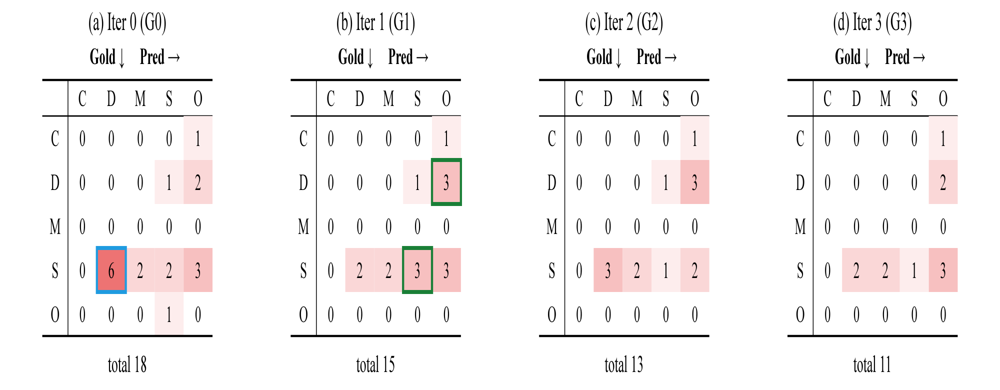 (a) Iter 0 (G0)
Gold ↓ Pred →
C D M S O
C 0 0 0 0 1
D 0 0 0 1 2
M 0 0 0 0 0
S 0 6 2 2 3
O 0 0 0 1 0
total 18
(b) Iter 1 (G1)
Gold ↓ Pred →
C D M S O
C 0 0 0 0 1
D 0 0 0 1 3
M 0 0 0 0 0
S 0 2 2 3 3
O 0 0 0 0 0
total 15
(c) Iter 2 (G2)
Gold ↓ Pred →
C D M S O
C 0 0 0 0 1
D 0 0 0 1 3
M 0 0 0 0 0
S 0 3 2 1 2
O 0 0 0 0 0
total 13
(d) Iter 3 (G3)
Gold ↓ Pred →
C D M S O
C 0 0 0 0 1
D 0 0 0 0 2
M 0 0 0 0 0
S 0 2 2 1 3
O 0 0 0 0 0
total 11